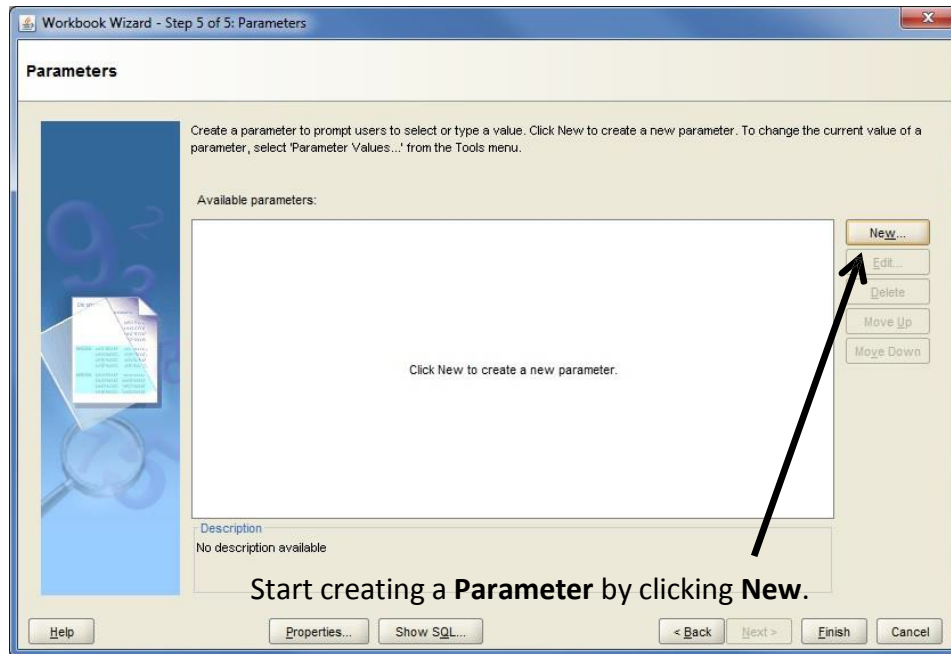 Workbook Wizard - Step 5 of 5: Parameters
Parameters
Create a parameter to prompt users to select or type a value. Click New to create a new parameter. To change the current value of a
parameter, select 'Parameter Values...' from the Tools menu.
Available parameters:
New...
Edit...
Delete
Move Up
Move Down
Click New to create a new parameter.
Description
No description available
Start creating a Parameter by clicking New.
Help
Properties...
Show SQL...
< Back
Next >
Finish
Cancel